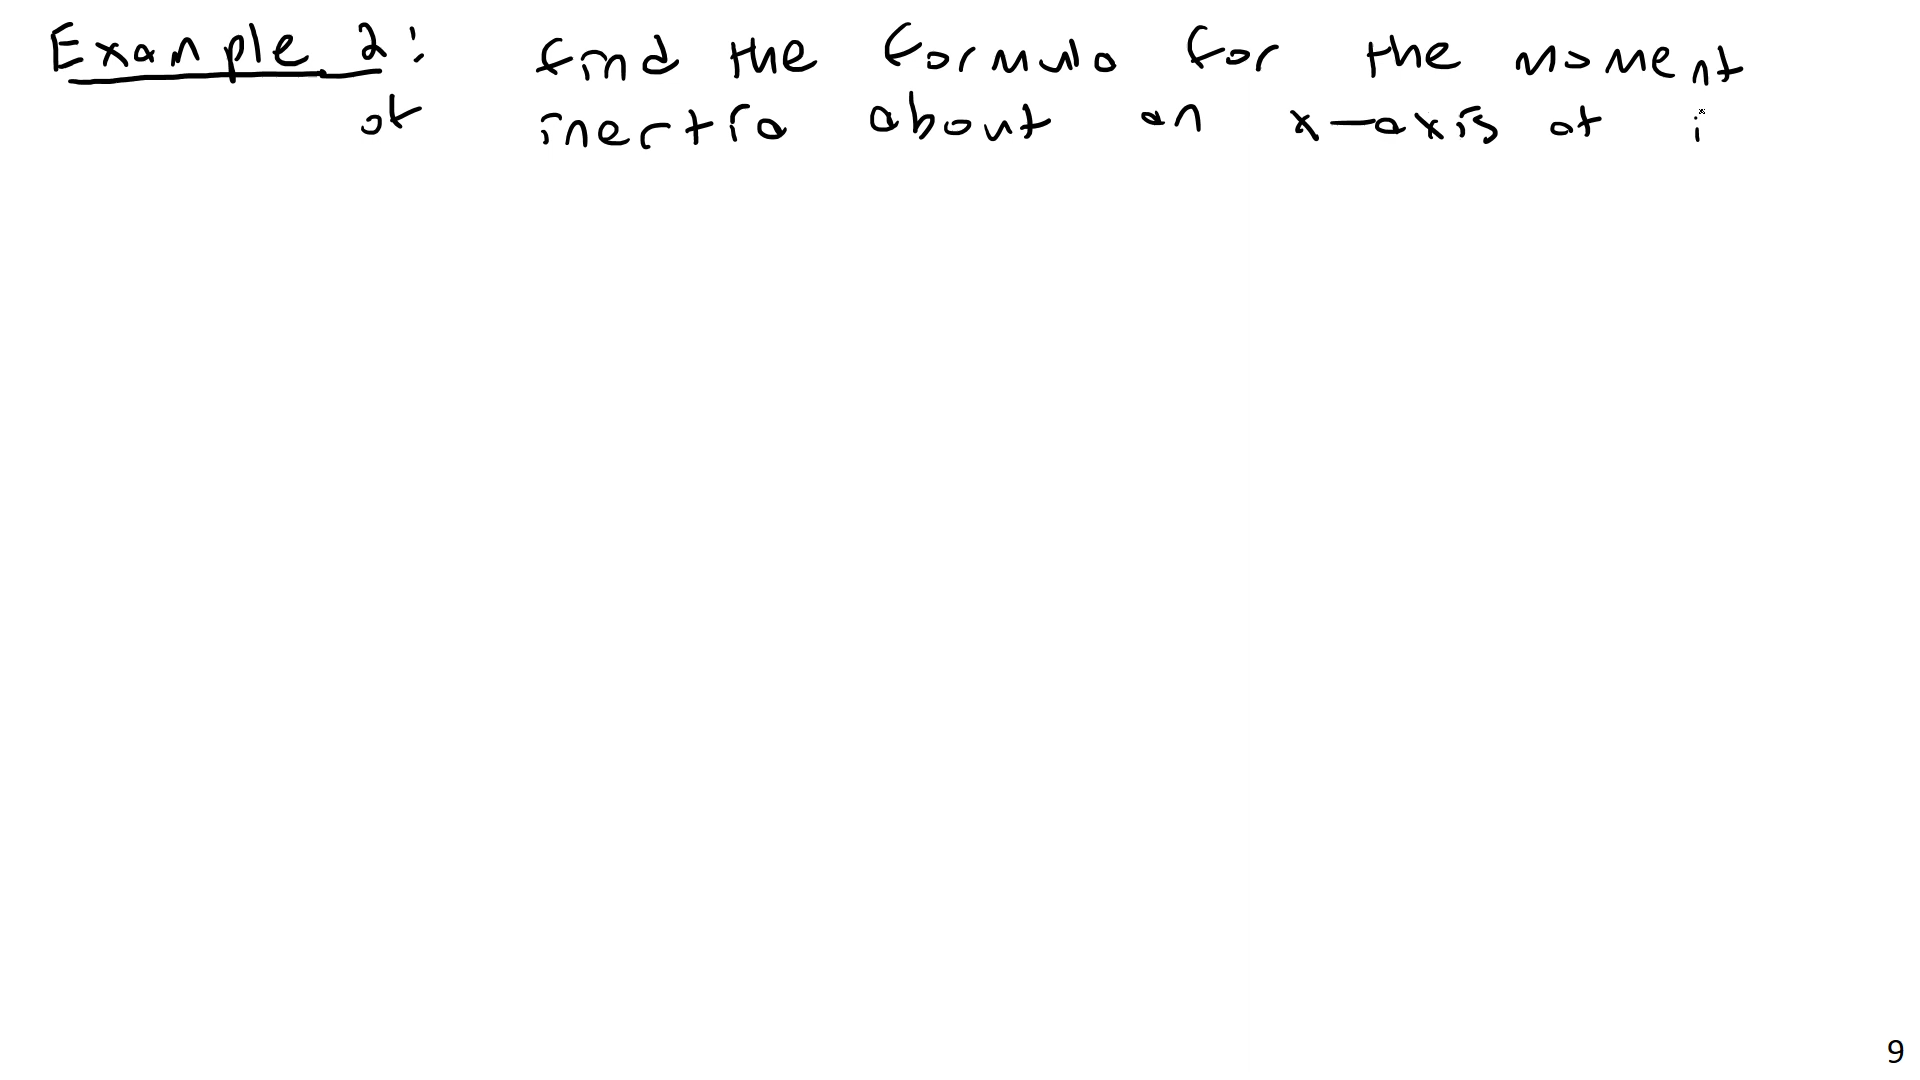 Example 2: find the formula for the moment
of inertia about an x-axis of i
9